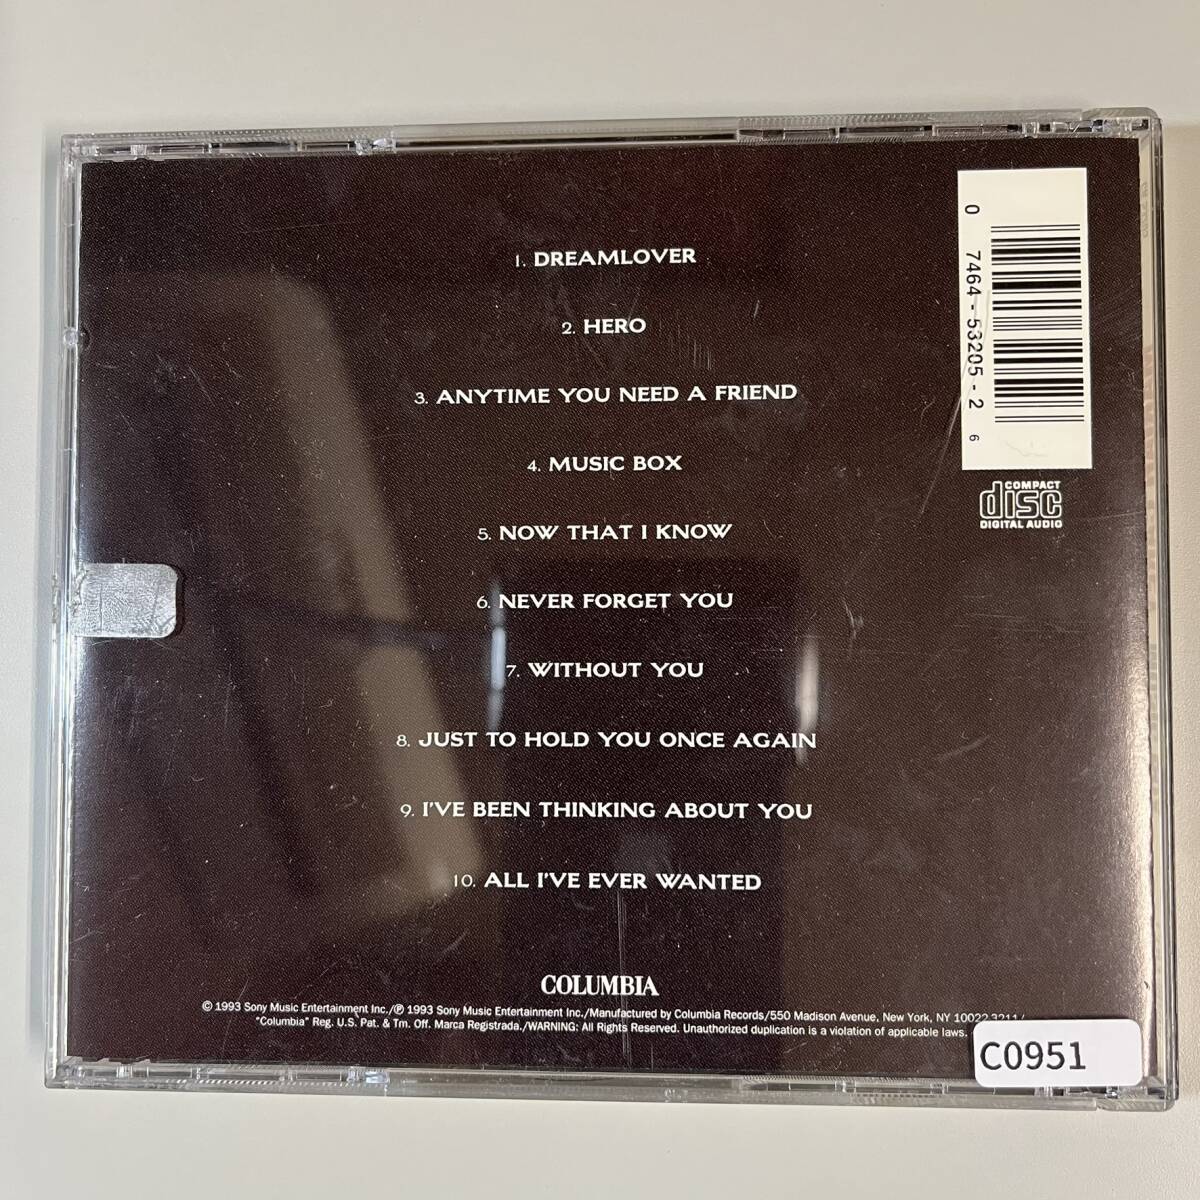 1. DREAMLOVER
2. HERO
3. ANYTIME YOU NEED A FRIEND
4. MUSIC BOX
5. NOW THAT I KNOW
6. NEVER FORGET YOU
7. WITHOUT YOU
8. JUST TO HOLD YOU ONCE AGAIN
9. I'VE BEEN THINKING ABOUT YOU
10. ALL I'VE EVER WANTED
0 7464-53205-2 6
COMPACT
disc
DIGITAL AUDIO
COLUMBIA
© 1993 Sony Music Entertainment Inc./℗ 1993 Sony Music Entertainment Inc./Manufactured by Columbia Records/550 Madison Avenue, New York, NY 10022-3211/
"Columbia" Reg. U.S. Pat. & Tm. Off. Marca Registrada./WARNING: All Rights Reserved. Unauthorized duplication is a violation of applicable laws.
C0951